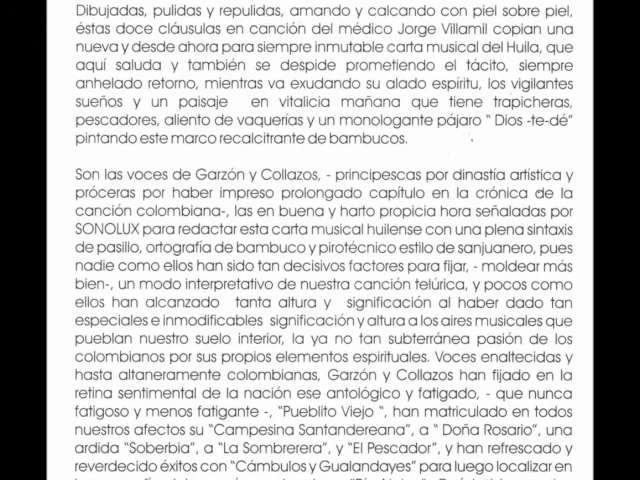 Dibujadas, pulidas y repulidas, amando y calcando con piel sobre piel,
éstas doce cláusulas en canción del médico Jorge Villamil copian una
nueva y desde ahora para siempre inmutable carta musical del Huila, que
aquí saluda y también se despide prometiendo el tácito, siempre
anhelado retorno, mientras va exudando su alado espíritu, los vigilantes
sueños y un paisaje en vitalicia mañana que tiene trapicheras,
pescadores, aliento de vaquerías y un monologante pájaro " Dios -te-dé"
pintando este marco recalcitrante de bambucos.
Son las voces de Garzón y Collazos, - principescas por dinastía artística y
próceras por haber impreso prolongado capítulo en la crónica de la
canción colombiana-, las en buena y harto propicia hora señaladas por
SONOLUX para redactar esta carta musical huilense con una plena sintaxis
de pasillo, ortografía de bambuco y pirotécnico estilo de sanjuanero, pues
nadie como ellos han sido tan decisivos factores para fijar, - moldear más
bien-, un modo interpretativo de nuestra canción telúrica, y pocos como
ellos han alcanzado tanta altura y significación al haber dado tan
especiales e inmodificables significación y altura a los aires musicales que
pueblan nuestro suelo interior, la ya no tan subterránea pasión de los
colombianos por sus propios elementos espirituales. Voces enaltecidas y
hasta altaneramente colombianas, Garzón y Collazos han fijado en la
retina sentimental de la nación ese antológico y fatigado, - que nunca
fatigoso y menos fatigante -, "Pueblito Viejo ", han matriculado en todos
nuestros afectos su "Campesina Santandereana", a " Doña Rosario", una
ardida "Soberbia", a "La Sombrerera", y "El Pescador", y han refrescado y
reverdecido éxitos con "Cámbulos y Gualandayes" para luego localizar en